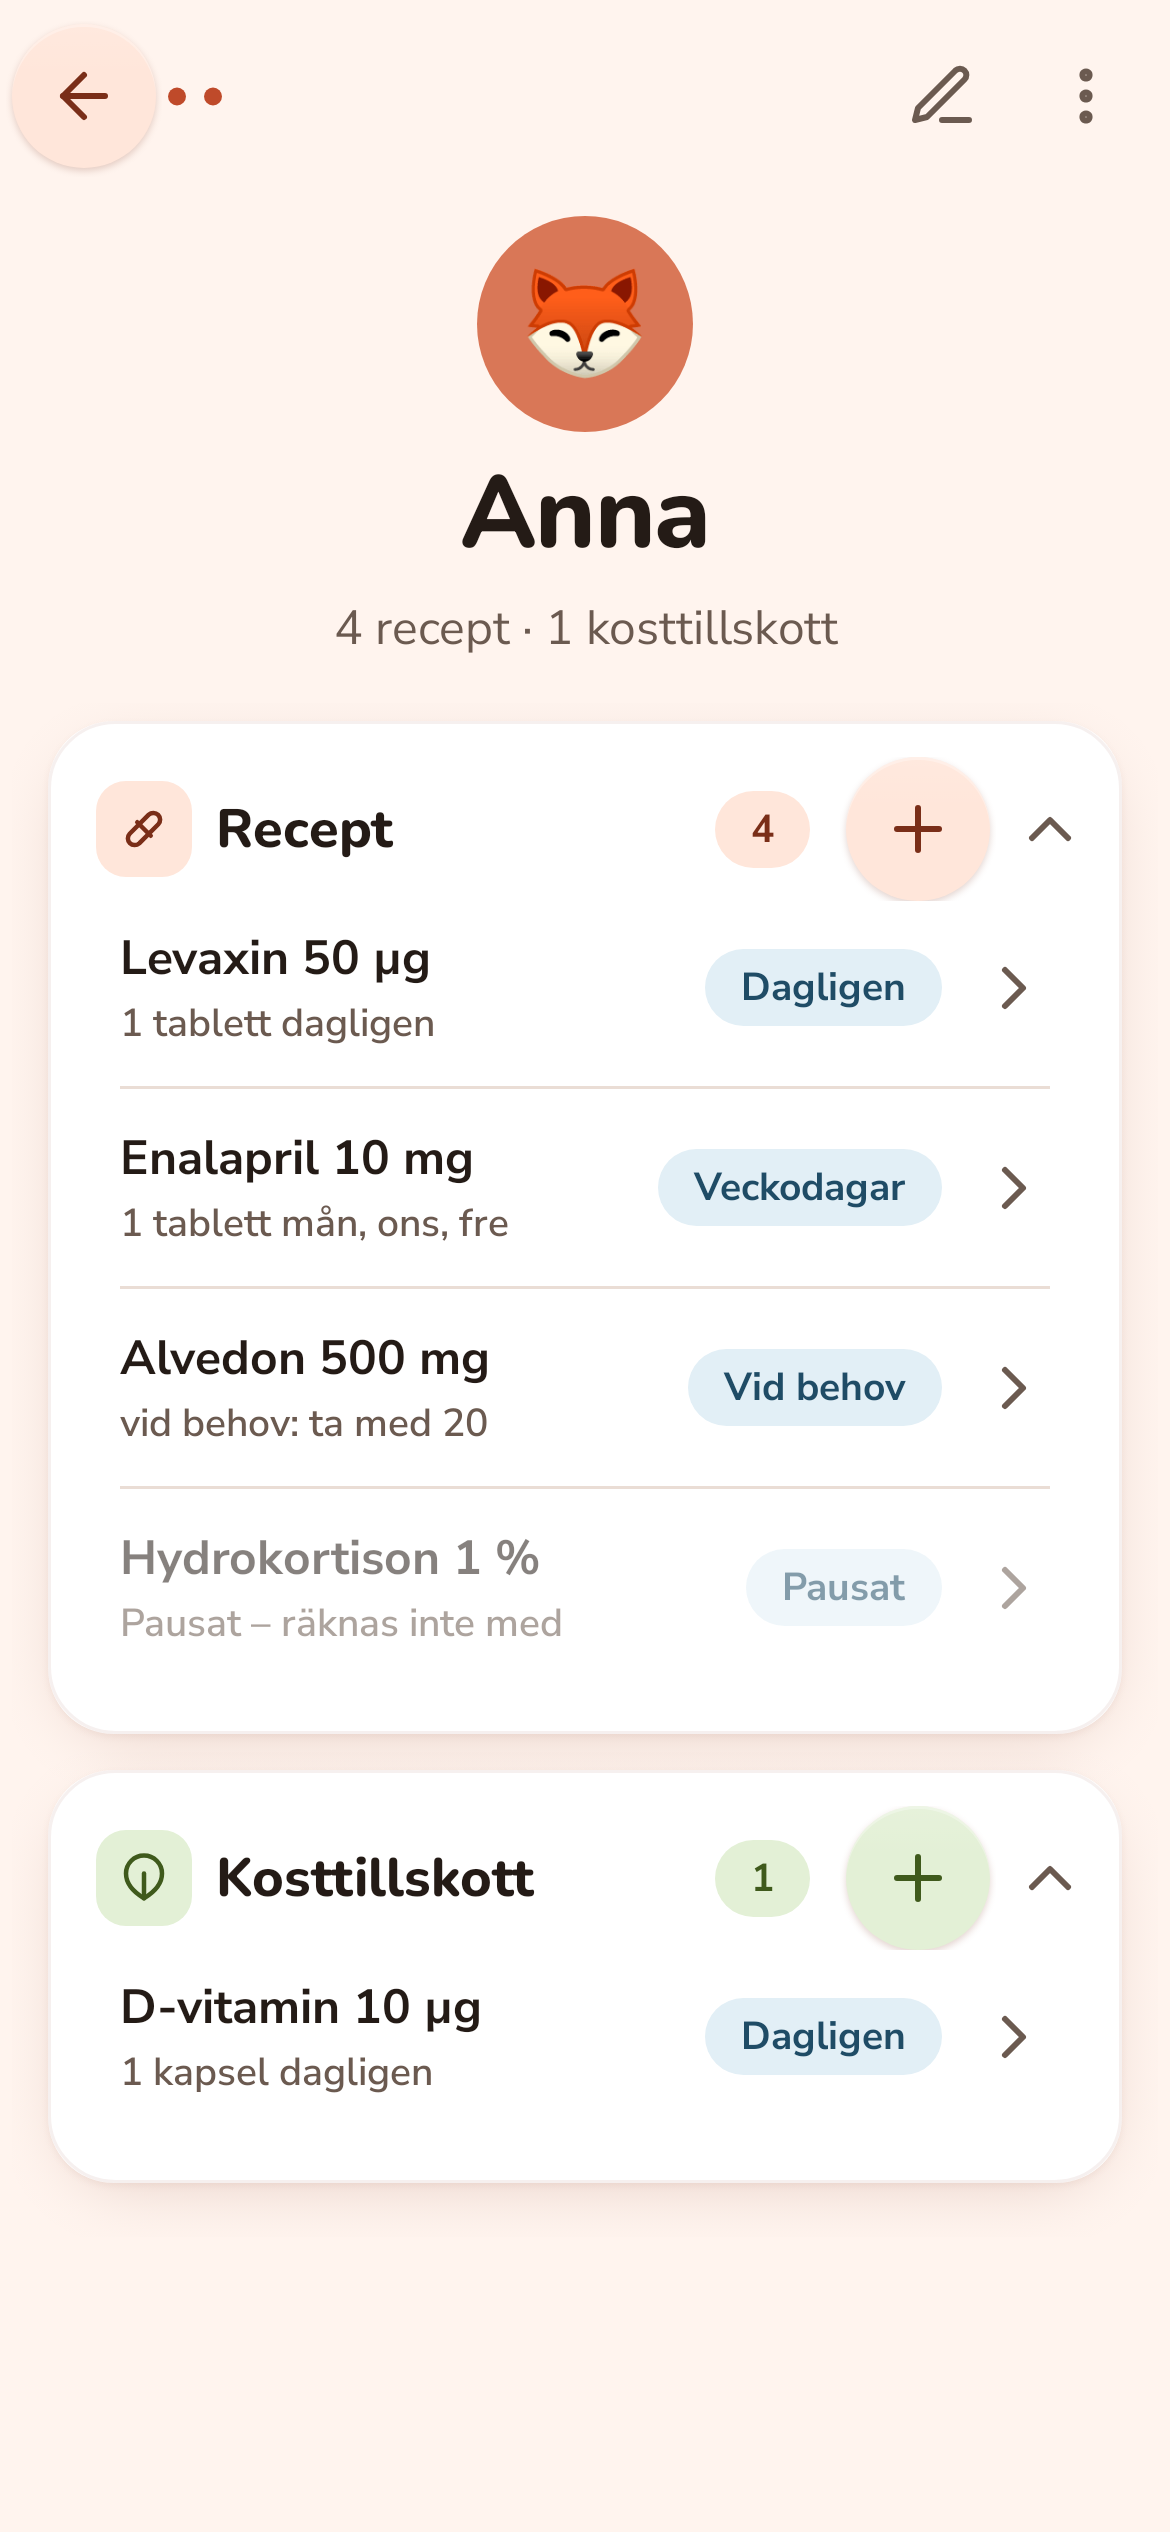 Anna
4 recept · 1 kosttillskott
Recept
4
Levaxin 50 µg
Dagligen
1 tablett dagligen
Enalapril 10 mg
Veckodagar
1 tablett mån, ons, fre
Alvedon 500 mg
Vid behov
vid behov: ta med 20
Hydrokortison 1 %
Pausat
Pausat – räknas inte med
Kosttillskott
1
D-vitamin 10 µg
Dagligen
1 kapsel dagligen